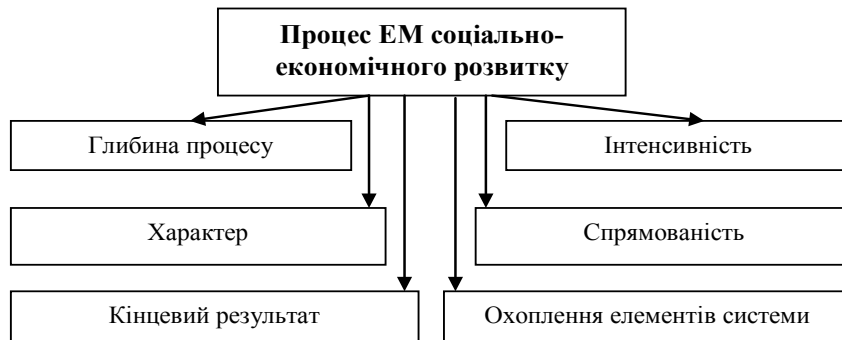 Процес ЕМ соціально-
економічного розвитку
Глибина процесу
Інтенсивність
Характер
Спрямованість
Кінцевий результат
Охоплення елементів системи